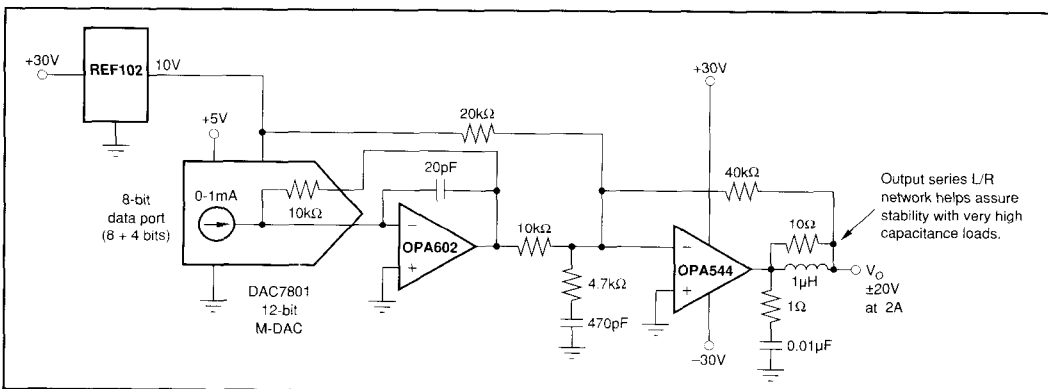 +30V
REF102
10V
+5V
20kΩ
+30V
8-bit
data port
(8 + 4 bits)
0-1mA
10kΩ
20pF
−
+
OPA602
10kΩ
4.7kΩ
470pF
40kΩ
−
+
OPA544
−30V
10Ω
1µH
1Ω
0.01µF
Output series L/R
network helps assure
stability with very high
capacitance loads.
VO
±20V
at 2A
DAC7801
12-bit
M-DAC